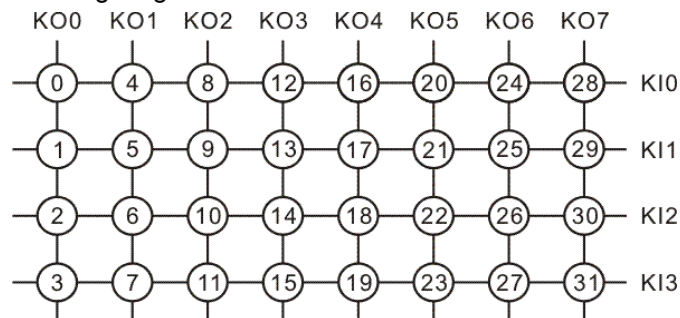 KO0 KO1 KO2 KO3 KO4 KO5 KO6 KO7
0 4 8 12 16 20 24 28 KI0
1 5 9 13 17 21 25 29 KI1
2 6 10 14 18 22 26 30 KI2
3 7 11 15 19 23 27 31 KI3